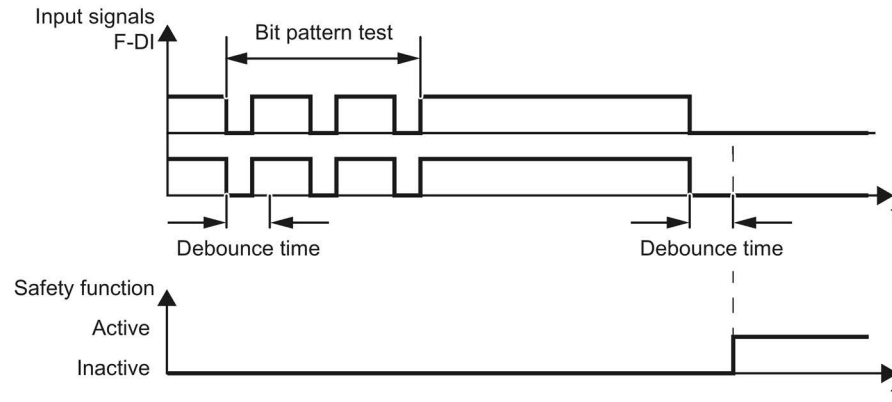 Input signals
F-DI
Bit pattern test
Debounce time
Debounce time
Safety function
Active
Inactive